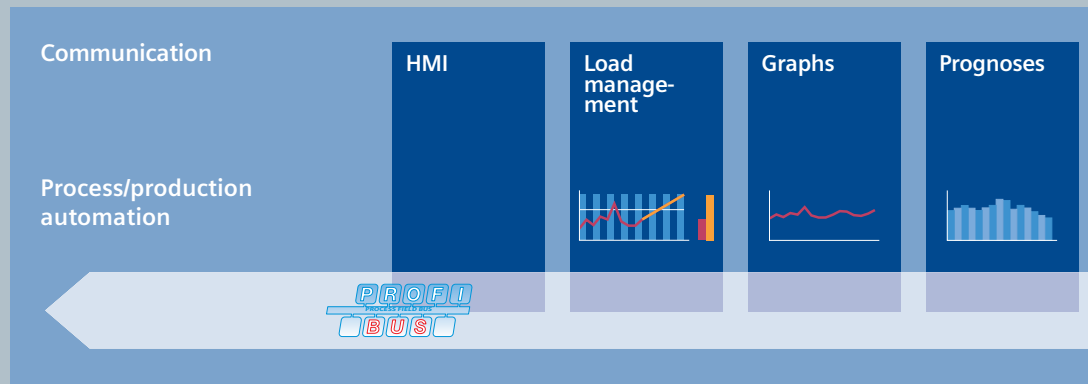 Communication
HMI
Load
manage-
ment
Graphs
Prognoses
Process/production
automation
PROFI
PROCESS FIELD BUS
BUS